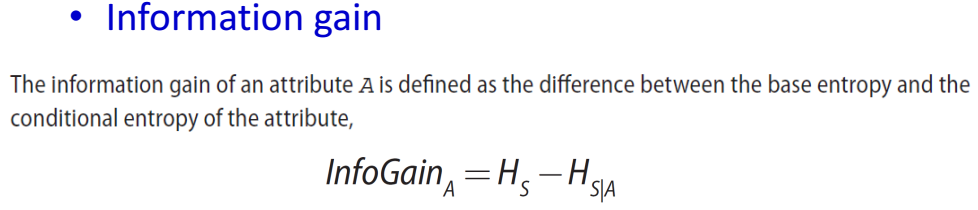 • Information gain
The information gain of an attribute A is defined as the difference between the base entropy and the
conditional entropy of the attribute,
InfoGain_A = H_S − H_S|A